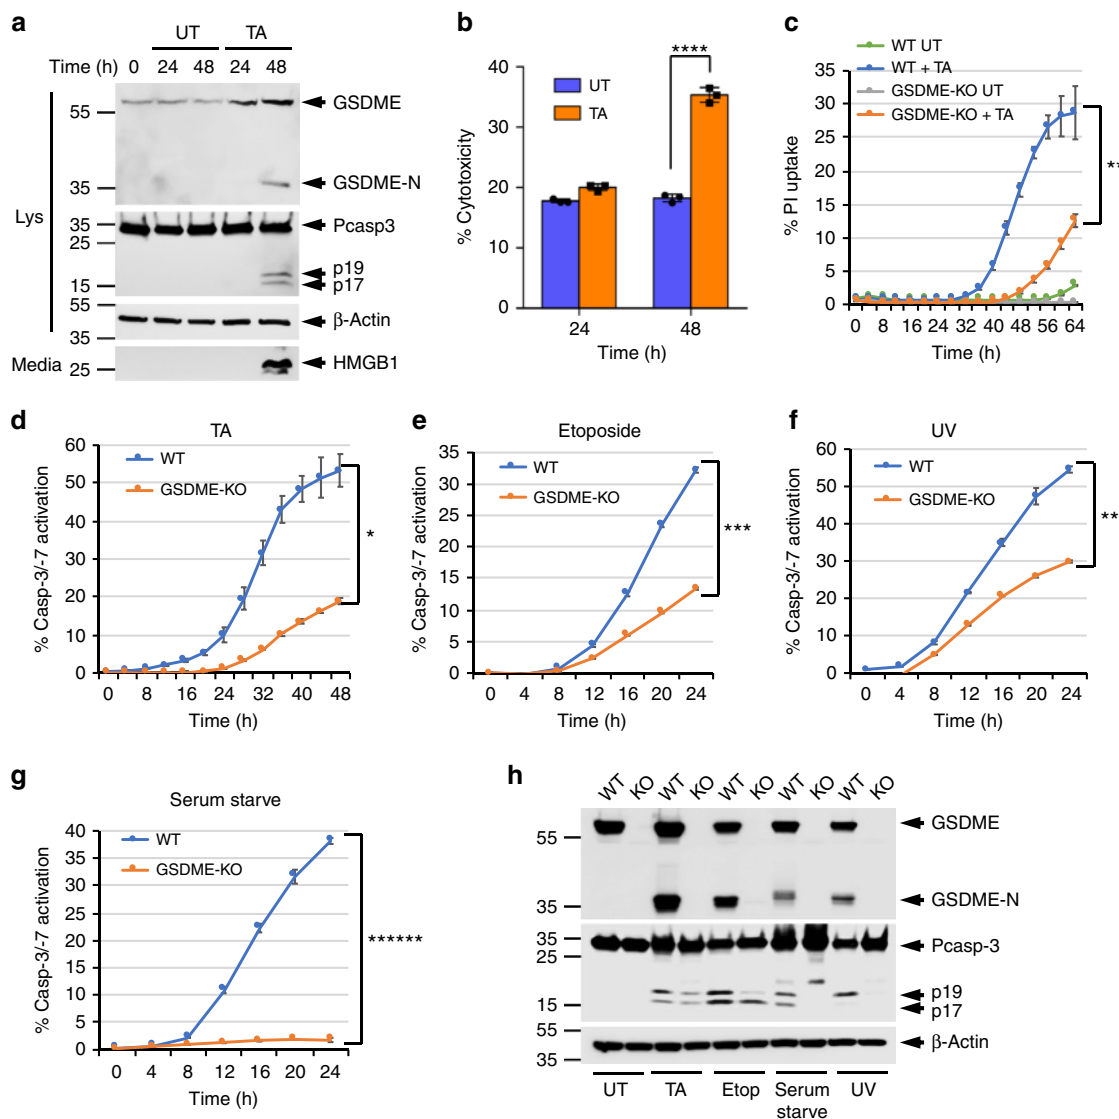 a
UT TA
Time (h) 0 24 48 24 48
Lys
55
35
35
25
15
55
35
Media 25
GSDME
GSDME-N
Pcasp3
p19
p17
β-Actin
HMGB1
b
% Cytotoxicity
40
30
20
10
0
UT
TA
****
24 48
Time (h)
c
WT UT
WT + TA
GSDME-KO UT
GSDME-KO + TA
% PI uptake
35
30
25
20
15
10
5
0
0 8 16 24 32 40 48 56 64
Time (h)
**
d
TA
WT
GSDME-KO
% Casp-3/-7 activation
60
50
40
30
20
10
0
0 8 16 24 32 40 48
Time (h)
*
e
Etoposide
WT
GSDME-KO
% Casp-3/-7 activation
35
30
25
20
15
10
5
0
0 4 8 12 16 20 24
Time (h)
***
f
UV
WT
GSDME-KO
% Casp-3/-7 activation
60
50
40
30
20
10
0
0 4 8 12 16 20 24
Time (h)
**
g
Serum starve
WT
GSDME-KO
% Casp-3/-7 activation
40
35
30
25
20
15
10
5
0
0 4 8 12 16 20 24
Time (h)
******
h
WT KO WT KO WT KO WT KO WT KO
55
35
35
25
15
55
35
GSDME
GSDME-N
Pcasp-3
p19
p17
β-Actin
UT TA Etop Serum starve UV